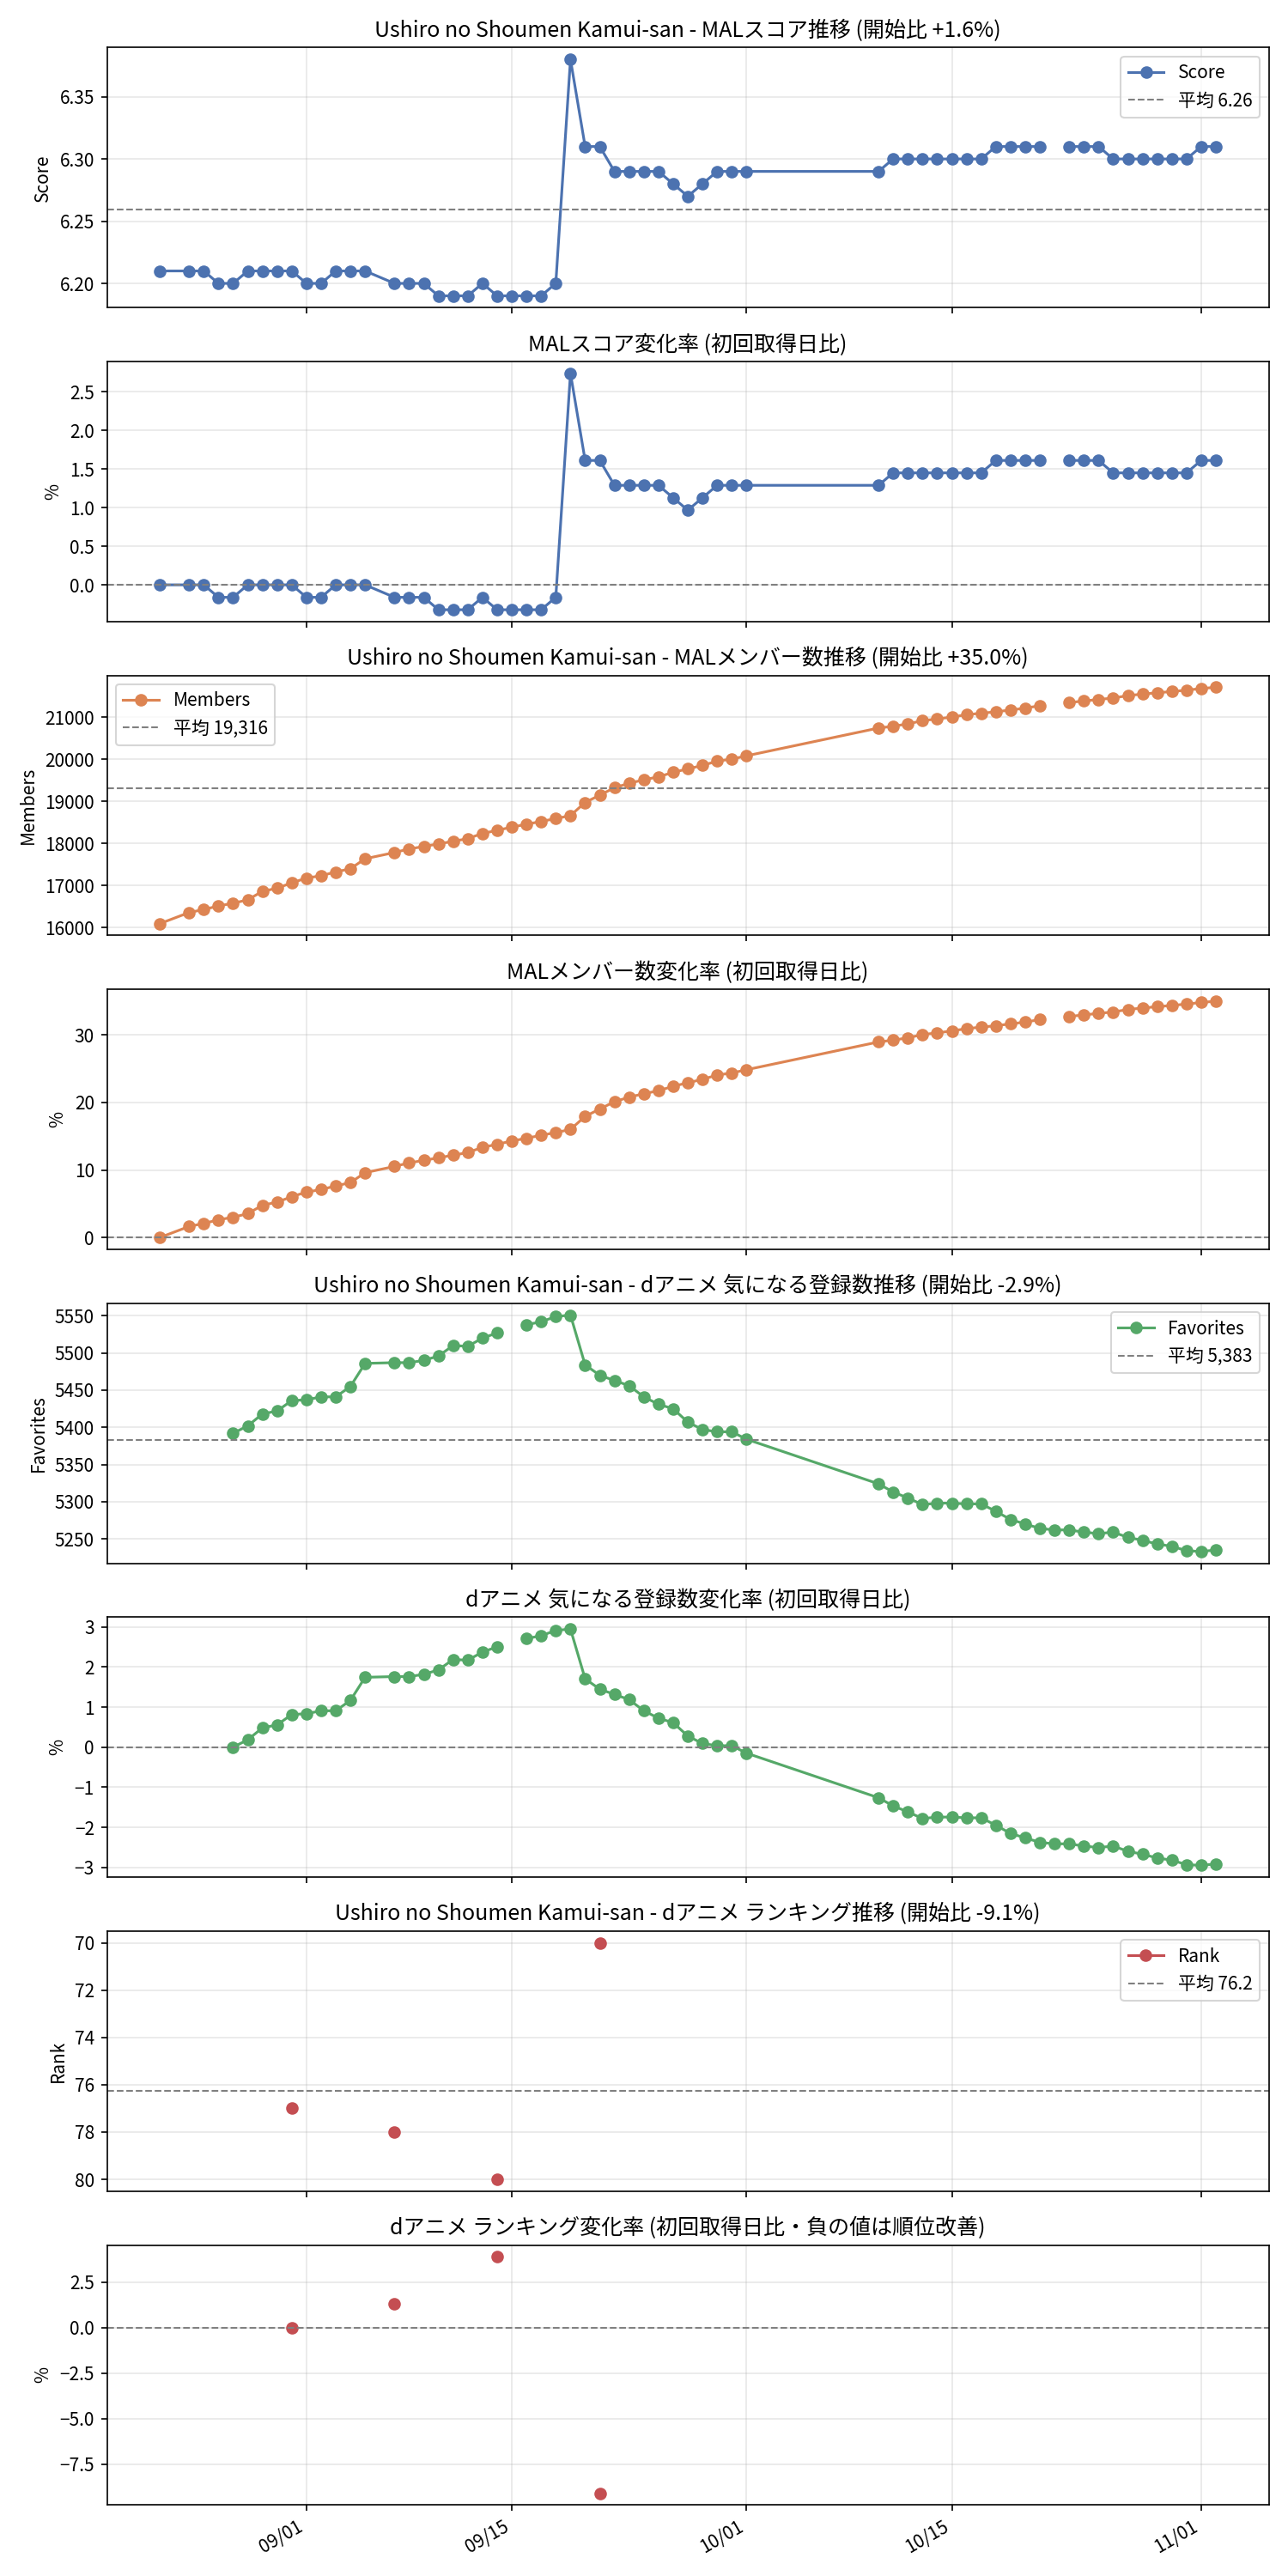 Ushiro no Shoumen Kamui-san - MALスコア推移 (開始比 +1.6%)
Score
6.35
6.30
6.25
6.20
Score
平均 6.26
MALスコア変化率 (初回取得日比)
%
2.5
2.0
1.5
1.0
0.5
0.0
Ushiro no Shoumen Kamui-san - MALメンバー数推移 (開始比 +35.0%)
Members
21000
20000
19000
18000
17000
16000
Members
平均 19,316
MALメンバー数変化率 (初回取得日比)
%
30
20
10
0
Ushiro no Shoumen Kamui-san - dアニメ 気になる登録数推移 (開始比 -2.9%)
Favorites
5550
5500
5450
5400
5350
5300
5250
Favorites
平均 5,383
dアニメ 気になる登録数変化率 (初回取得日比)
%
3
2
1
0
−1
−2
−3
Ushiro no Shoumen Kamui-san - dアニメ ランキング推移 (開始比 -9.1%)
Rank
70
72
74
76
78
80
Rank
平均 76.2
dアニメ ランキング変化率 (初回取得日比・負の値は順位改善)
%
2.5
0.0
−2.5
−5.0
−7.5
09/01
09/15
10/01
10/15
11/01